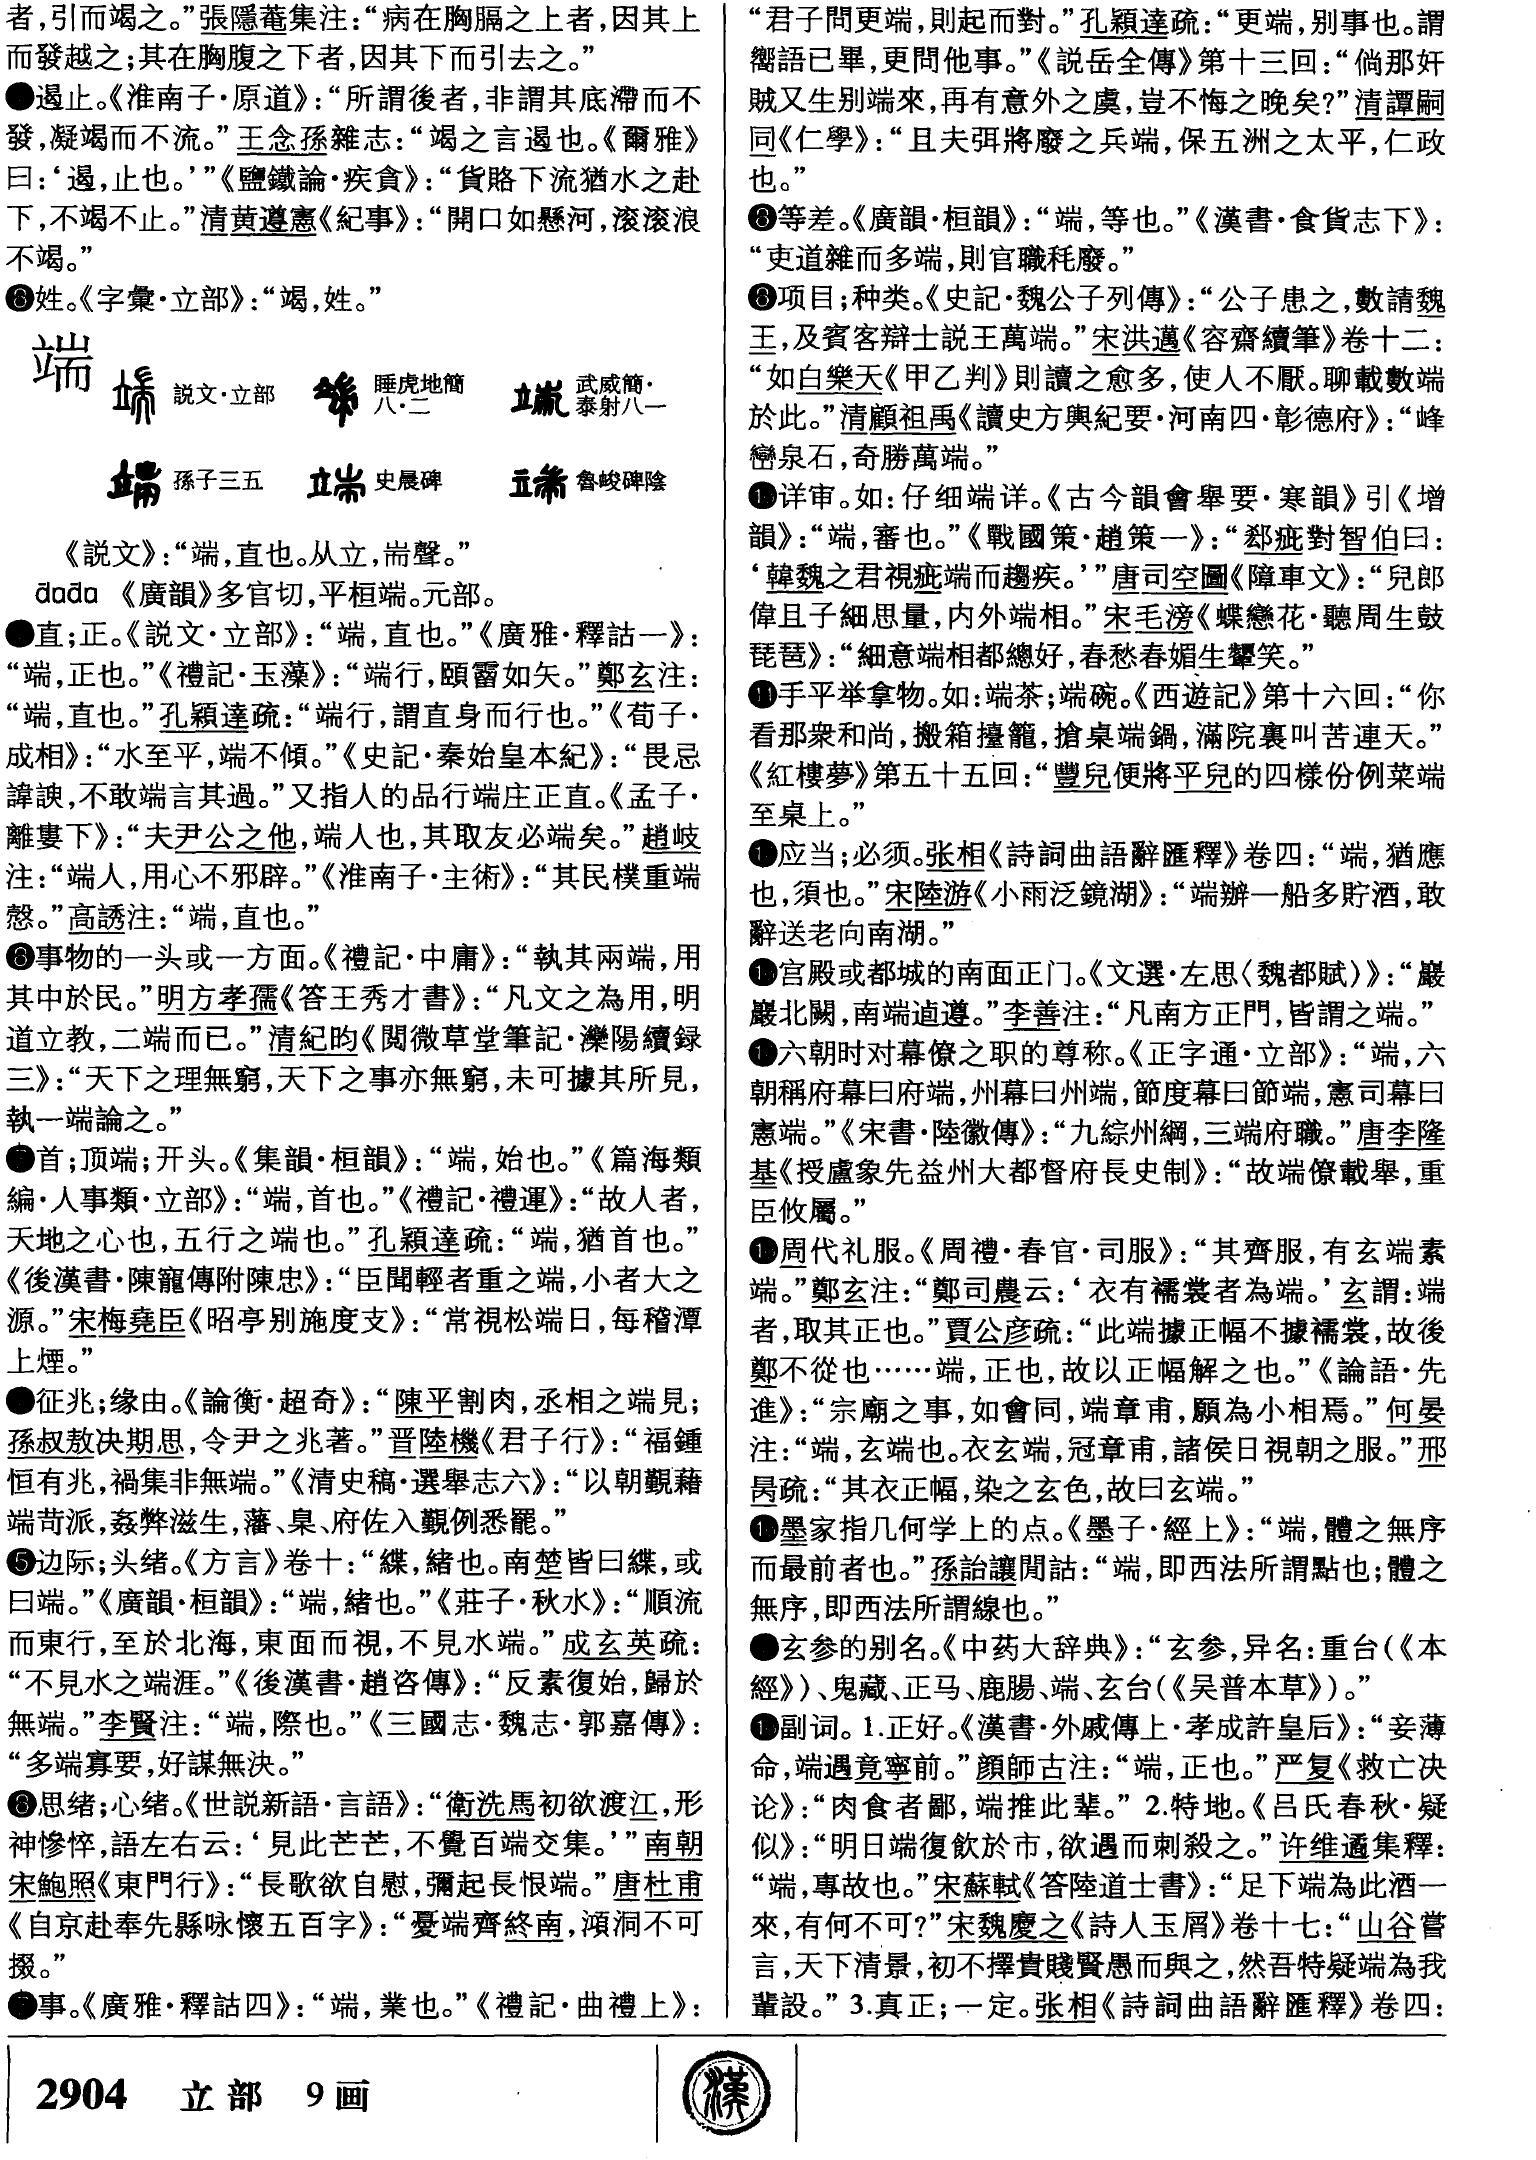 者,引而竭之。”張隱菴集注:“病在胸膈之上者,因其上
而發越之;其在胸腹之下者,因其下而引去之。”
遏止。《淮南子·原道》:“所謂後者,非謂其底滯而不
發,凝竭而不流。”王念孫雜志:“竭之言遏也。《爾雅》
曰:‘遏,止也。’”《鹽鐵論·疾貪》:“貨賂下流猶水之赴
下,不竭不止。”清黄遵憲《紀事》:“開口如懸河,滚滚浪
不竭。”
❽姓。《字彙·立部》:“竭,姓。”
端
説文·立部
睡虎地簡
八·二
武威簡·
泰射八一
孫子三五
史晨碑
魯峻碑陰
《説文》:“端,直也。从立,耑聲。”
《廣韻》多官切,平桓端。元部。
直;正。《説文·立部》:“端,直也。”《廣雅·釋詁一》:
“端,正也。”《禮記·玉藻》:“端行,頤霤如矢。”鄭玄注:
“端,直也。”孔穎達疏:“端行,謂直身而行也。”《荀子·
成相》:“水至平,端不傾。”《史記·秦始皇本紀》:“畏忌
諱諛,不敢端言其過。”又指人的品行端庄正直。《孟子·
離婁下》:“夫尹公之他,端人也,其取友必端矣。”趙岐
注:“端人,用心不邪辟。”《淮南子·主術》:“其民樸重端
慤。”高誘注:“端,直也。”
事物的一头或一方面。《禮記·中庸》:“執其兩端,用
其中於民。”明方孝孺《答王秀才書》:“凡文之為用,明
道立教,二端而已。”清紀昀《閲微草堂筆記·灤陽續録
三》:“天下之理無窮,天下之事亦無窮,未可據其所見,
執一端論之。”
首;顶端;开头。《集韻·桓韻》:“端,始也。”《篇海類
編·人事類·立部》:“端,首也。”《禮記·禮運》:“故人者,
天地之心也,五行之端也。”孔穎達疏:“端,猶首也。”
《後漢書·陳寵傳附陳忠》:“臣聞輕者重之端,小者大之
源。”宋梅堯臣《昭亭别施度支》:“常視松端日,每稽潭
上煙。”
征兆;缘由。《論衡·超奇》:“陳平割肉,丞相之端見;
孫叔敖决期思,令尹之兆著。”晋陸機《君子行》:“福鍾
恒有兆,禍集非無端。”《清史稿·選舉志六》:“以朝覲藉
端苛派,姦弊滋生,藩、臬、府佐入覲例悉罷。”
❺边际;头绪。《方言》卷十:“緤,緒也。南楚皆曰緤,或
曰端。”《廣韻·桓韻》:“端,緒也。”《莊子·秋水》:“順流
而東行,至於北海,東面而視,不見水端。”成玄英疏:
“不見水之端涯。”《後漢書·趙咨傳》:“反素復始,歸於
無端。”李賢注:“端,際也。”《三國志·魏志·郭嘉傳》:
“多端寡要,好謀無決。”
思绪;心绪。《世説新語·言語》:“衛洗馬初欲渡江,形
神慘悴,語左右云:‘見此芒芒,不覺百端交集。’”南朝
宋鮑照《東門行》:“長歌欲自慰,彌起長恨端。”唐杜甫
《自京赴奉先縣咏懷五百字》:“憂端齊終南,澒洞不可
掇。”
事。《廣雅·釋詁四》:“端,業也。”《禮記·曲禮上》:
“君子問更端,則起而對。”孔穎達疏:“更端,别事也。謂
嚮語已畢,更問他事。”《説岳全傳》第十三回:“倘那奸
賊又生别端來,再有意外之虞,豈不悔之晚矣?”清譚嗣
同《仁學》:“且夫弭將廢之兵端,保五洲之太平,仁政
也。”
❽等差。《廣韻·桓韻》:“端,等也。”《漢書·食貨志下》:
“吏道雜而多端,則官職耗廢。”
项目;种类。《史記·魏公子列傳》:“公子患之,數請魏
王,及賓客辯士説王萬端。”宋洪邁《容齋續筆》卷十二:
“如白樂天《甲乙判》則讀之愈多,使人不厭。聊載數端
於此。”清顧祖禹《讀史方輿紀要·河南四·彰德府》:“峰
巒泉石,奇勝萬端。”
详审。如:仔细端详。《古今韻會舉要·寒韻》引《增
韻》:“端,審也。”《戰國策·趙策一》:“郄疵對智伯曰:
‘韓魏之君視疵端而趨疾。’”唐司空圖《障車文》:“兒郎
偉且子細思量,内外端相。”宋毛滂《蝶戀花·聽周生鼓
琵琶》:“細意端相都總好,春愁春媚生顰笑。”
⓫手平举拿物。如:端茶;端碗。《西遊記》第十六回:“你
看那衆和尚,搬箱擡籠,搶桌端鍋,滿院裏叫苦連天。”
《紅樓夢》第五十五回:“豐兒便將平兒的四樣份例菜端
至桌上。”
应当;必须。张相《詩詞曲語辭匯釋》卷四:“端,猶應
也,須也。”宋陸游《小雨泛鏡湖》:“端辦一船多貯酒,敢
辭送老向南湖。”
宫殿或都城的南面正门。《文選·左思〈魏都賦〉》:“巖
巖北闕,南端逌遵。”李善注:“凡南方正門,皆謂之端。”
六朝时对幕僚之职的尊称。《正字通·立部》:“端,六
朝稱府幕曰府端,州幕曰州端,節度幕曰節端,憲司幕曰
憲端。”《宋書·陸徽傳》:“九綜州綱,三端府職。”唐李隆
基《授盧象先益州大都督府長史制》:“故端僚載舉,重
臣攸屬。”
周代礼服。《周禮·春官·司服》:“其齊服,有玄端素
端。”鄭玄注:“鄭司農云:‘衣有襦裳者為端。’玄謂:端
者,取其正也。”賈公彦疏:“此端據正幅不據襦裳,故後
鄭不從也……端,正也,故以正幅解之也。”《論語·先
進》:“宗廟之事,如會同,端章甫,願為小相焉。”何晏
注:“端,玄端也。衣玄端,冠章甫,諸侯日視朝之服。”邢
昺疏:“其衣正幅,染之玄色,故曰玄端。”
墨家指几何学上的点。《墨子·經上》:“端,體之無序
而最前者也。”孫詒讓閒詁:“端,即西法所謂點也;體之
無序,即西法所謂線也。”
玄参的别名。《中药大辞典》:“玄参,异名:重台(《本
經》)、鬼藏、正马、鹿腸、端、玄台(《吴普本草》)。”
副词。1.正好。《漢書·外戚傳上·孝成許皇后》:“妾薄
命,端遇竟寧前。”顔師古注:“端,正也。”严复《救亡决
论》:“肉食者鄙,端推此辈。”2.特地。《吕氏春秋·疑
似》:“明日端復飲於市,欲遇而刺殺之。”许维遹集釋:
“端,專故也。”宋蘇軾《答陸道士書》:“足下端為此酒一
來,有何不可?”宋魏慶之《詩人玉屑》卷十七:“山谷嘗
言,天下清景,初不擇貴賤賢愚而與之,然吾特疑端為我
輩設。”3.真正;一定。张相《詩詞曲語辭匯釋》卷四:
2904 立部 9画
漢